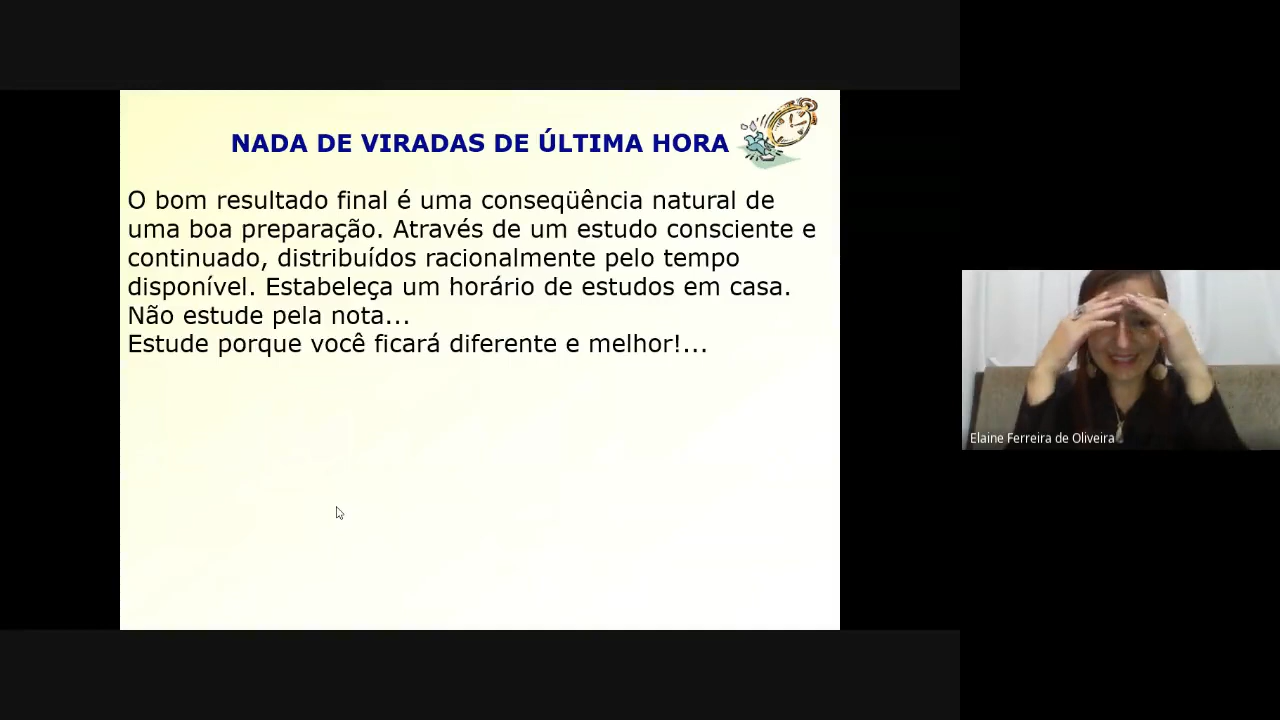 NADA DE VIRADAS DE ÚLTIMA HORA
O bom resultado final é uma conseqüência natural de
uma boa preparação. Através de um estudo consciente e
continuado, distribuídos racionalmente pelo tempo
disponível. Estabeleça um horário de estudos em casa.
Não estude pela nota...
Estude porque você ficará diferente e melhor!...
Elaine Ferreira de Oliveira